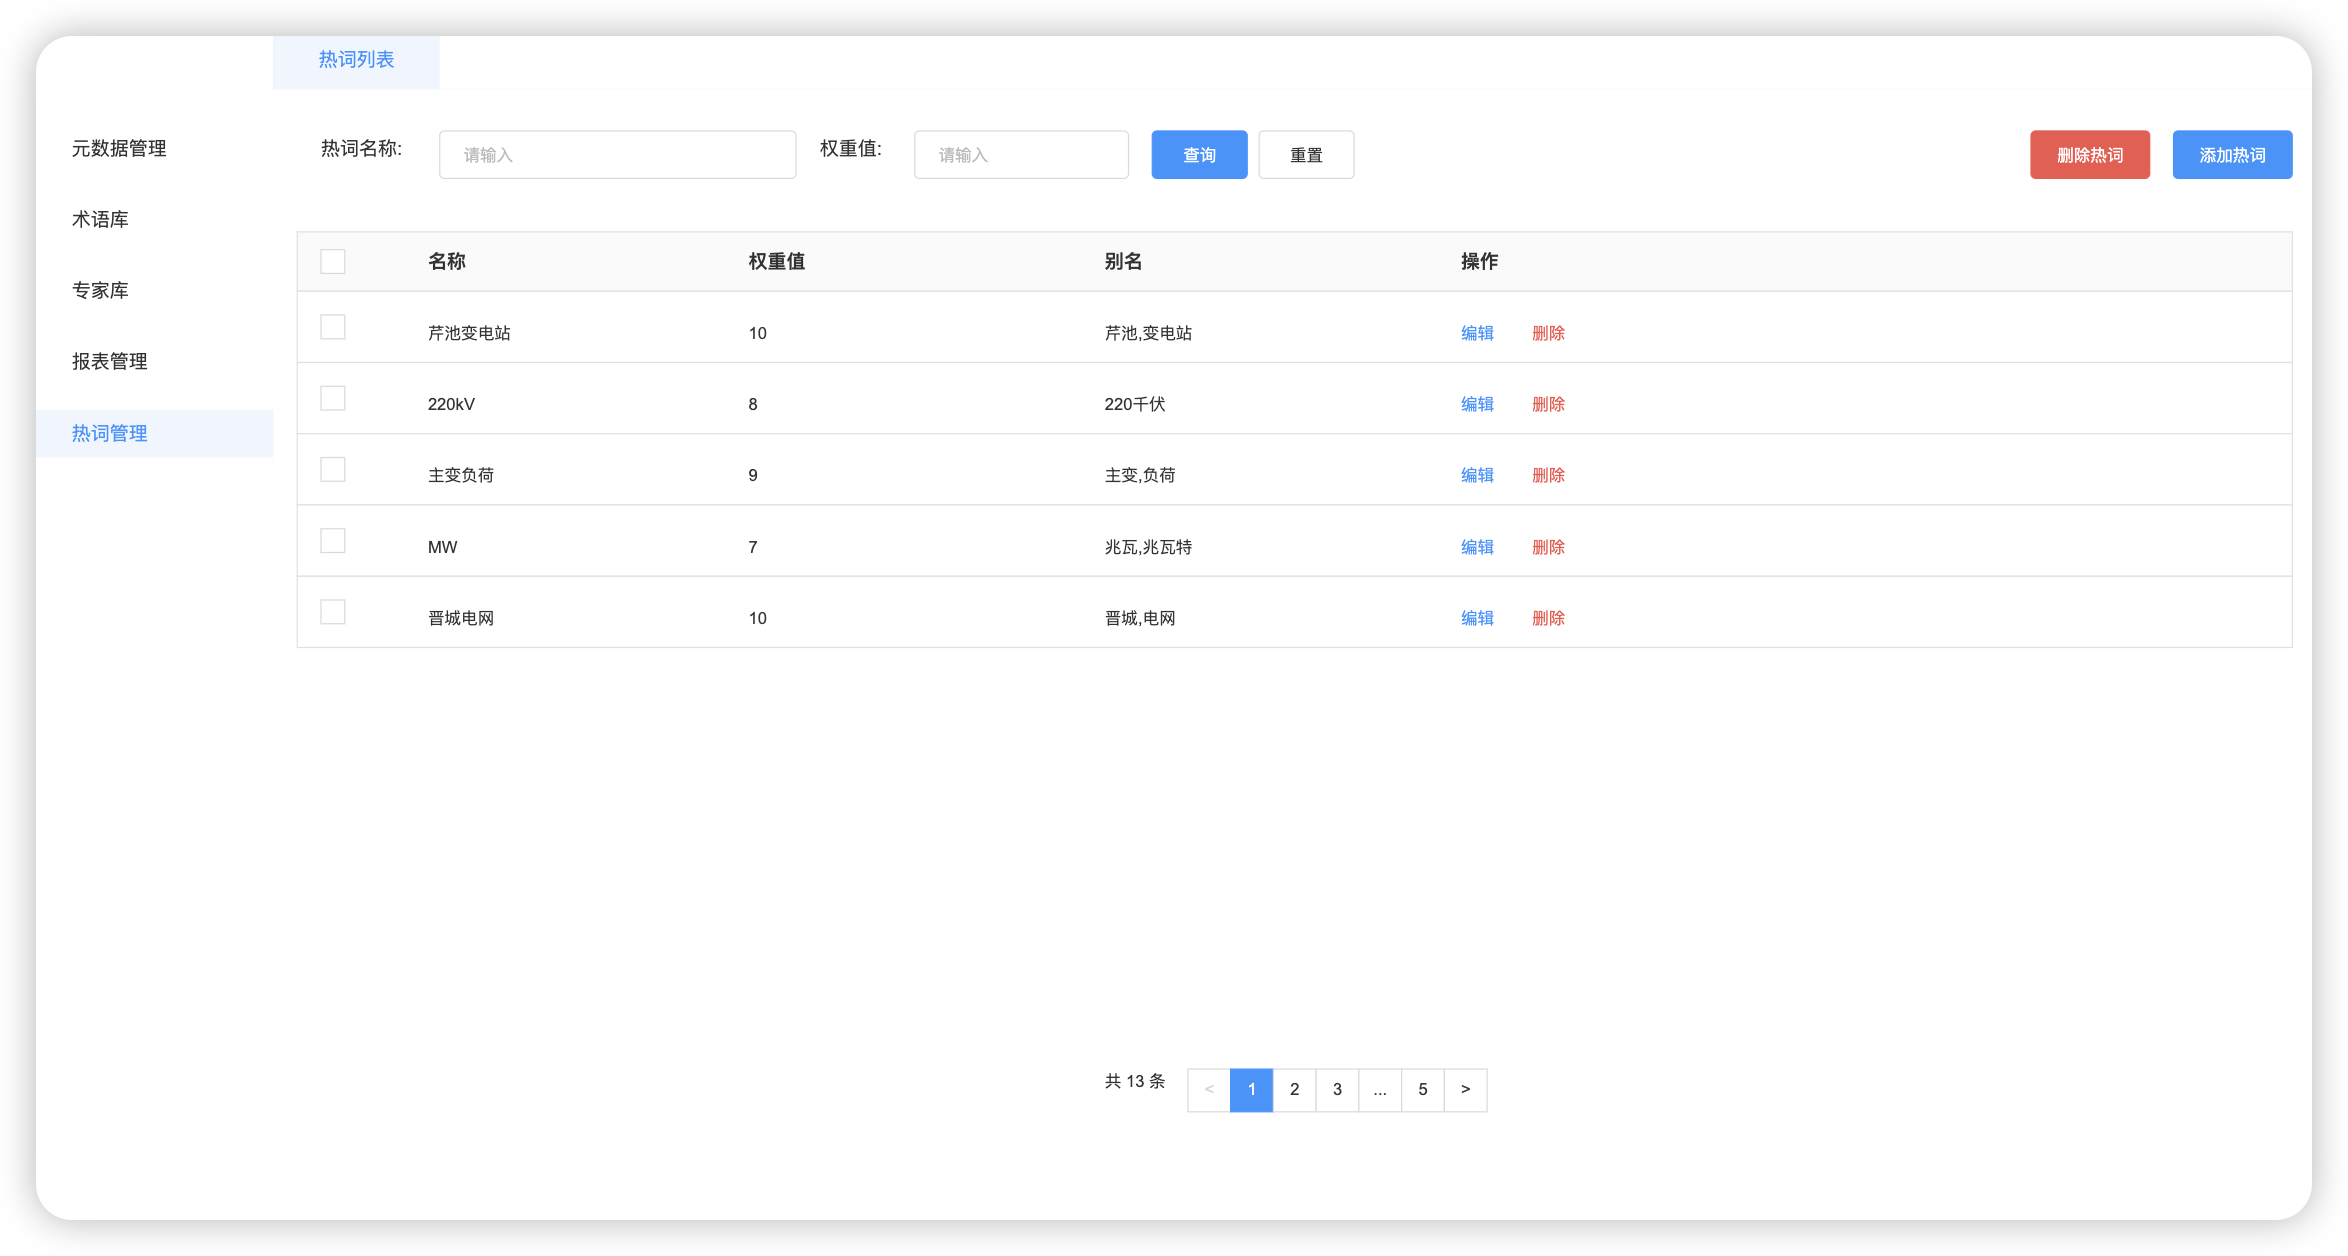 热词列表
元数据管理
术语库
专家库
报表管理
热词管理
热词名称: 请输入 权重值: 请输入 查询 重置 删除热词 添加热词
名称 权重值 别名 操作
芹池变电站 10 芹池,变电站 编辑 删除
220kV 8 220千伏 编辑 删除
主变负荷 9 主变,负荷 编辑 删除
MW 7 兆瓦,兆瓦特 编辑 删除
晋城电网 10 晋城,电网 编辑 删除
共 13 条 < 1 2 3 ... 5 >